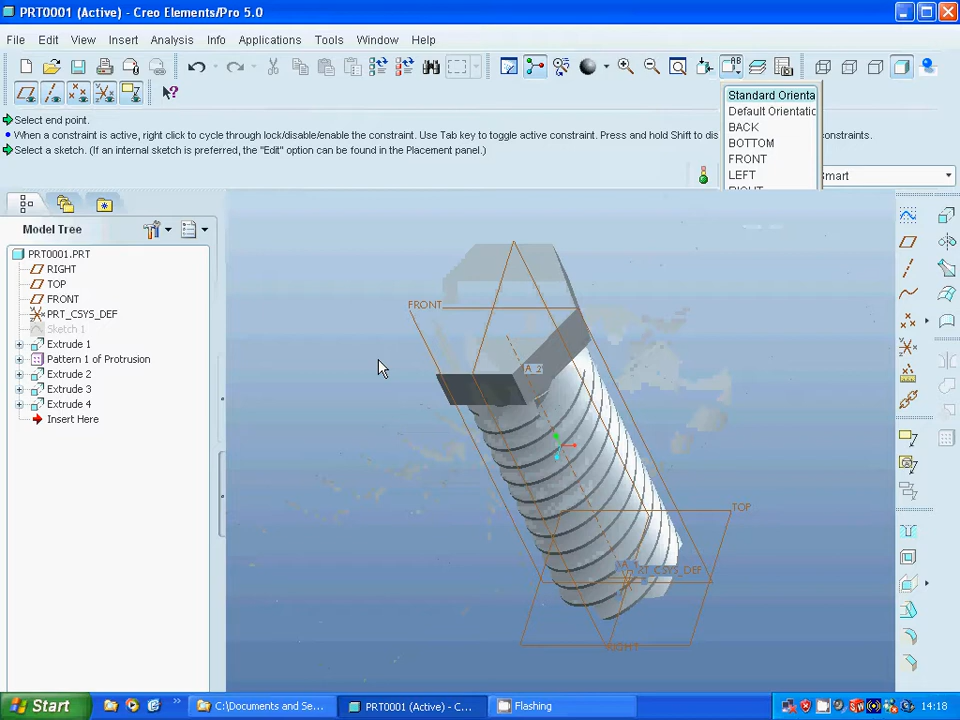 PRT0001 (Active) - Creo Elements/Pro 5.0
File Edit View Insert Analysis Info Applications Tools Window Help
Select end point.
When a constraint is active, right click to cycle through lock/disable/enable the constraint. Use Tab key to toggle active constraint. Press and hold Shift to dis constraints.
Select a sketch. (If an internal sketch is preferred, the "Edit" option can be found in the Placement panel.)
Standard Orienta
Default Orientatic
BACK
BOTTOM
FRONT
LEFT
RIGHT
Smart
Model Tree
PRT0001.PRT
RIGHT
TOP
FRONT
PRT_CSYS_DEF
Sketch 1
Extrude 1
Pattern 1 of Protrusion
Extrude 2
Extrude 3
Extrude 4
Insert Here
FRONT
A_2
TOP
CSYS_DEF
RIGHT
Start
C:\Documents and Se...
PRT0001 (Active) - C...
Flashing
14:18